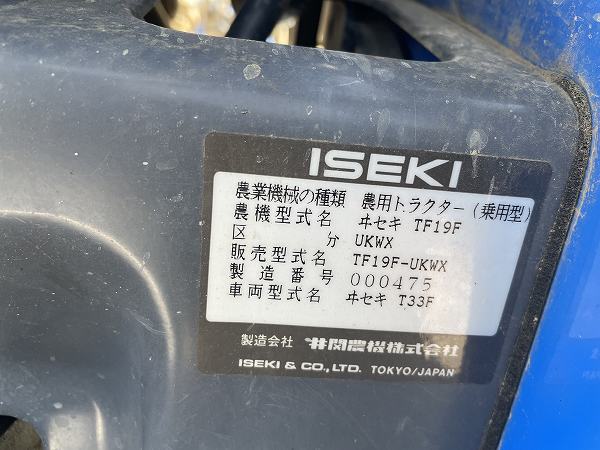 ISEKI
農業機械の種類 農用トラクター(乗用型)
農機型式名 ヰセキ TF19F
区分 UKWX
販売型式名 TF19F-UKWX
製造番号 000475
車両型式名 ヰセキ T33F
製造会社 井関農機株式会社
ISEKI & CO., LTD. TOKYO/JAPAN